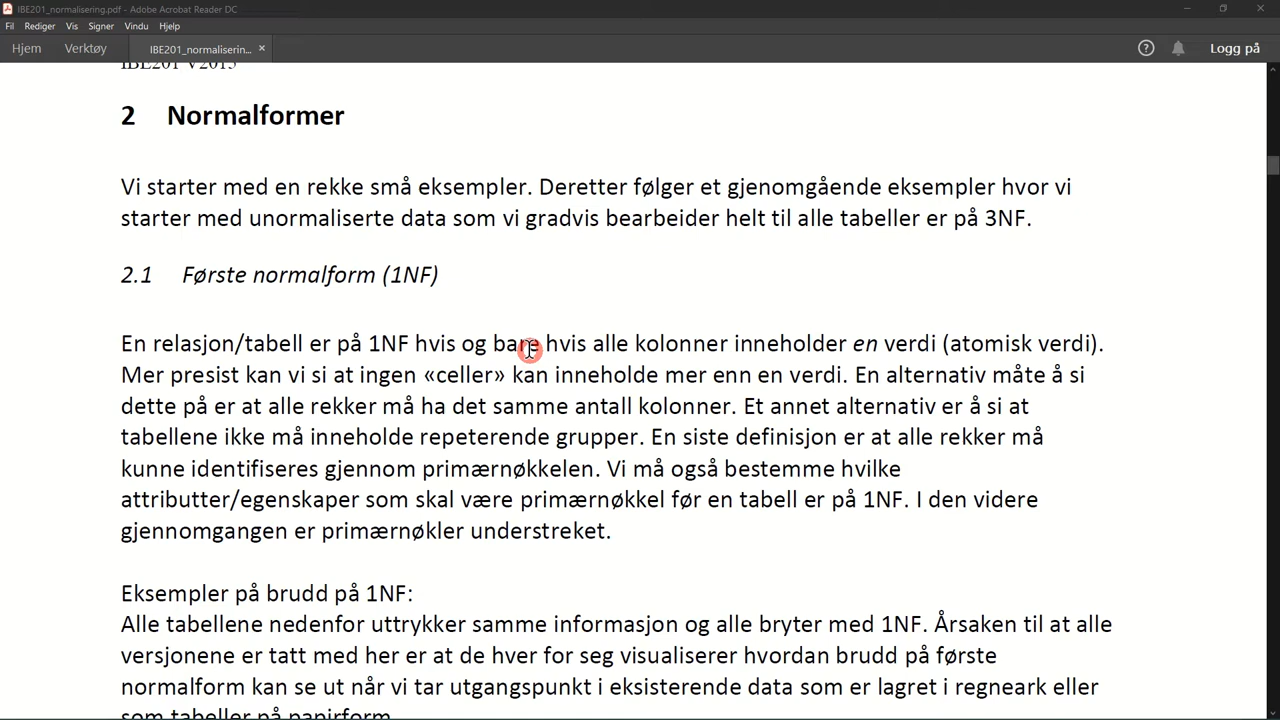 IBE201_normalisering.pdf - Adobe Acrobat Reader DC
Fil Rediger Vis Signer Vindu Hjelp
Hjem Verktøy IBE201_normaliserin... × ? Logg på
IBE201 V2015
2 Normalformer
Vi starter med en rekke små eksempler. Deretter følger et gjenomgående eksempler hvor vi
starter med unormaliserte data som vi gradvis bearbeider helt til alle tabeller er på 3NF.
2.1 Første normalform (1NF)
En relasjon/tabell er på 1NF hvis og bare hvis alle kolonner inneholder en verdi (atomisk verdi).
Mer presist kan vi si at ingen «celler» kan inneholde mer enn en verdi. En alternativ måte å si
dette på er at alle rekker må ha det samme antall kolonner. Et annet alternativ er å si at
tabellene ikke må inneholde repeterende grupper. En siste definisjon er at alle rekker må
kunne identifiseres gjennom primærnøkkelen. Vi må også bestemme hvilke
attributter/egenskaper som skal være primærnøkkel før en tabell er på 1NF. I den videre
gjennomgangen er primærnøkler understreket.
Eksempler på brudd på 1NF:
Alle tabellene nedenfor uttrykker samme informasjon og alle bryter med 1NF. Årsaken til at alle
versjonene er tatt med her er at de hver for seg visualiserer hvordan brudd på første
normalform kan se ut når vi tar utgangspunkt i eksisterende data som er lagret i regneark eller
som tabeller på papirform